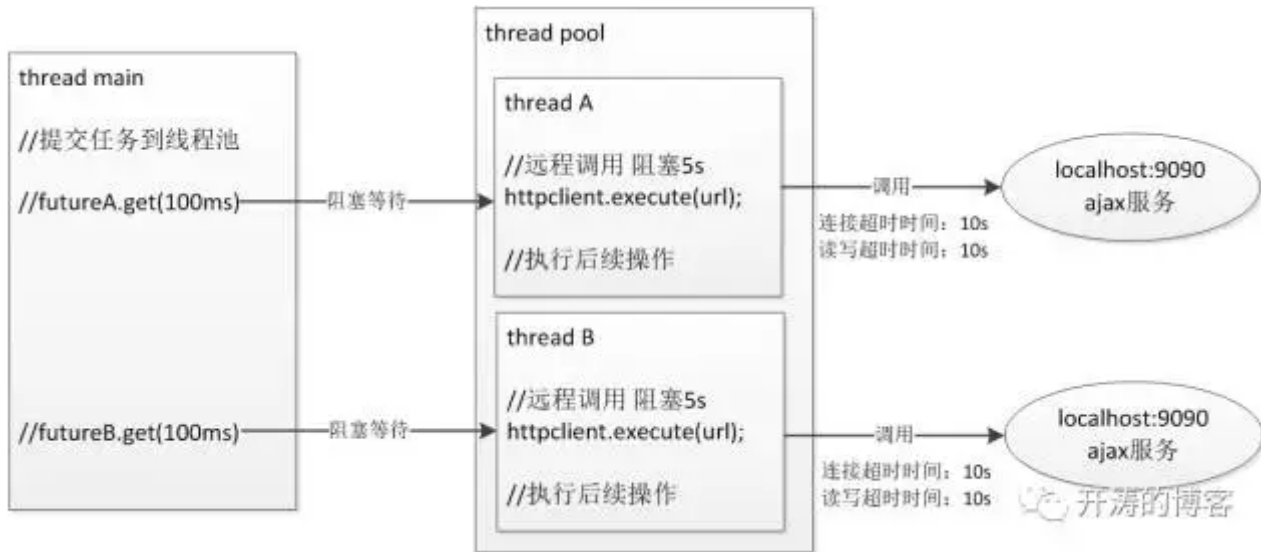 thread main
//提交任务到线程池
//futureA.get(100ms)
//futureB.get(100ms)
阻塞等待
阻塞等待
thread pool
thread A
//远程调用 阻塞5s
httpclient.execute(url);
//执行后续操作
thread B
//远程调用 阻塞5s
httpclient.execute(url);
//执行后续操作
调用
连接超时时间：10s
读写超时时间：10s
localhost:9090
ajax服务
调用
连接超时时间：10s
读写超时时间：10s
localhost:9090
ajax服务
开涛的博客